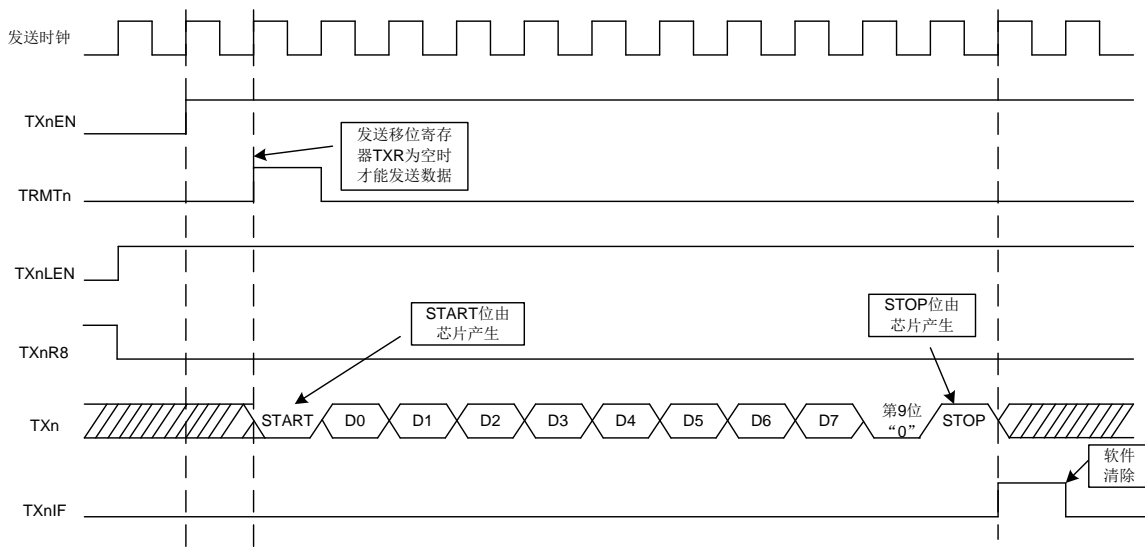 发送时钟
TXnEN
发送移位寄存
器TXR为空时
才能发送数据
TRMTn
TXnLEN
START位由
芯片产生
STOP位由
芯片产生
TXnR8
TXn
START
D0
D1
D2
D3
D4
D5
D6
D7
第9位
“0”
STOP
软件
清除
TXnIF